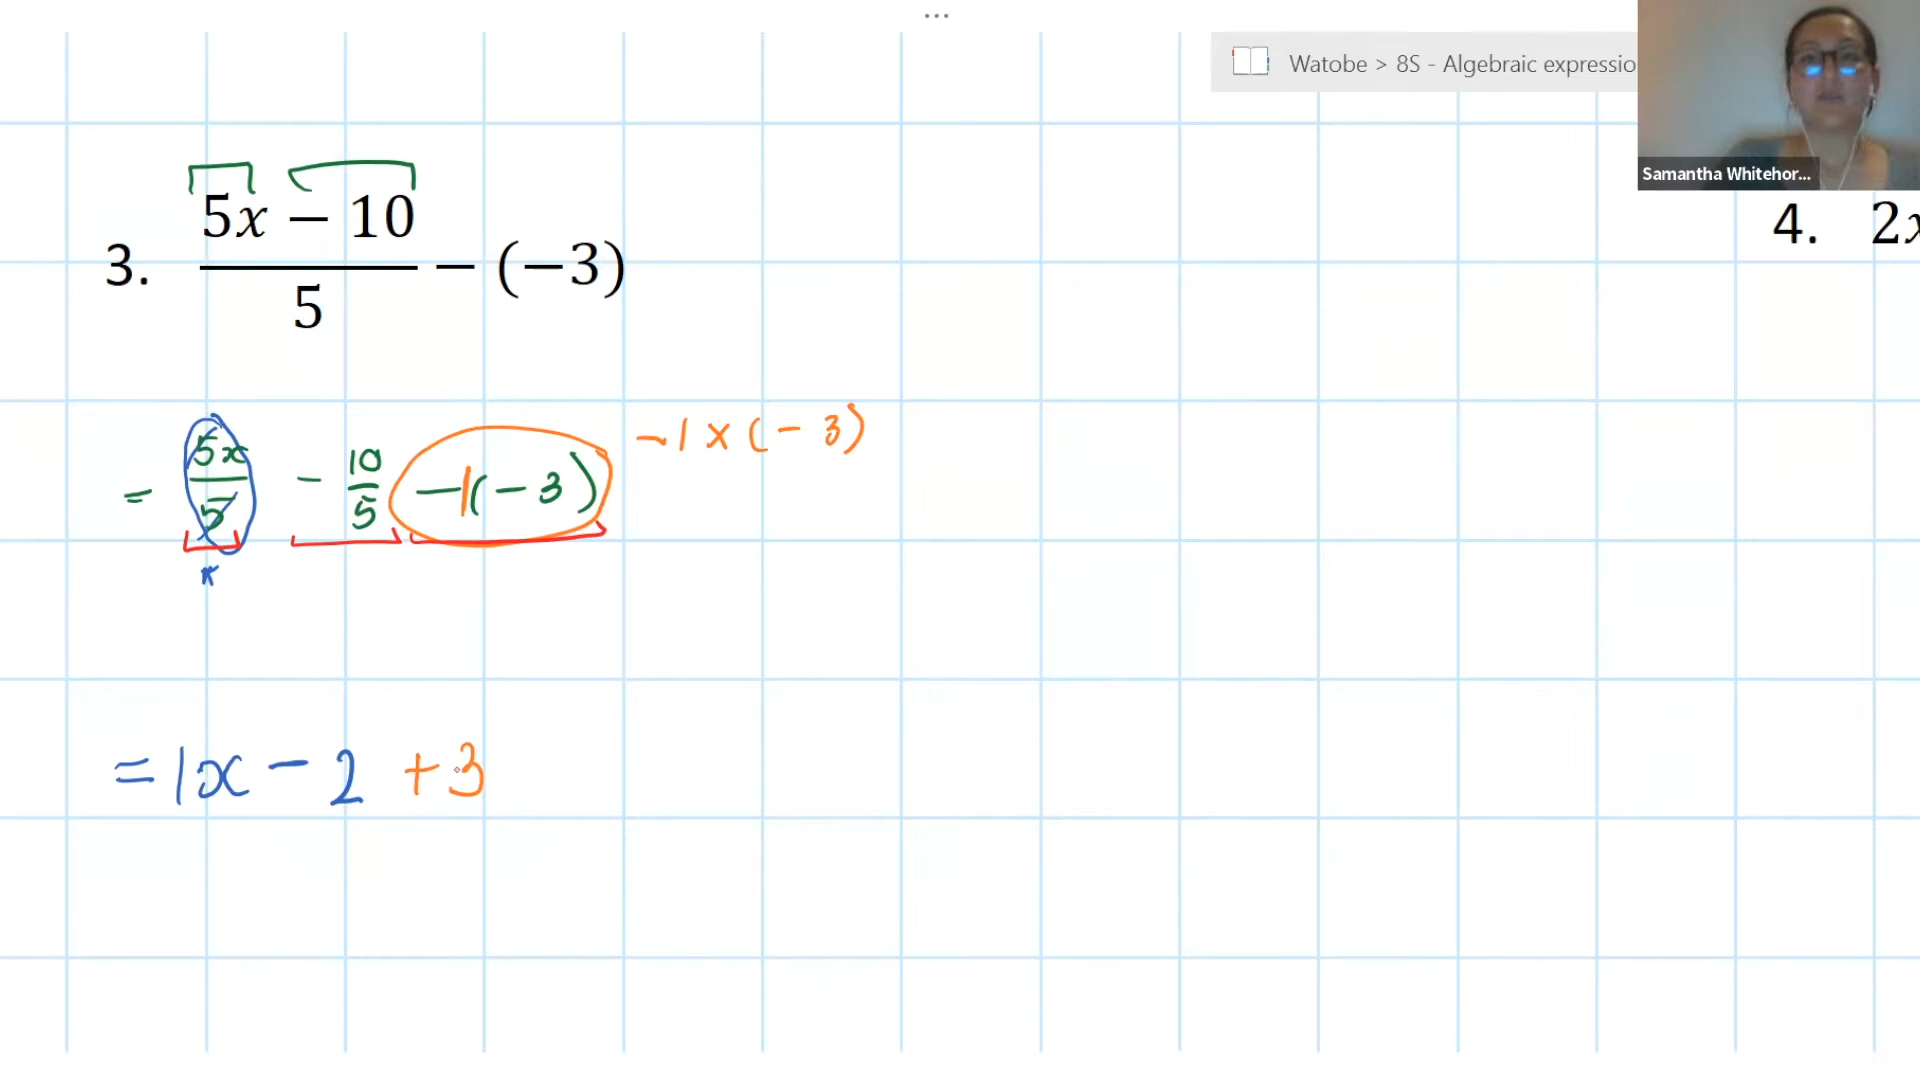 ...
Watobe > 8S - Algebraic expressio
Samantha Whitehor...
3. (5x − 10)/5 − (−3)
4. 2x
−1 × (−3)
= 5x/5 − 10/5 −1(−3)
x
= 1x − 2 + 3